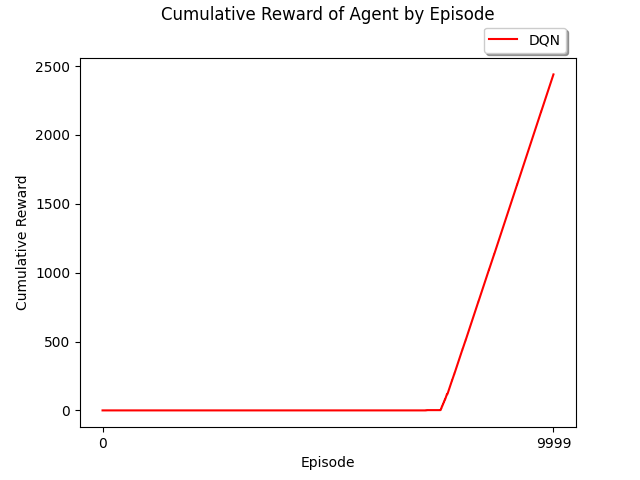 Cumulative Reward of Agent by Episode
DQN
2500
2000
1500
1000
500
0
Cumulative Reward
0
9999
Episode